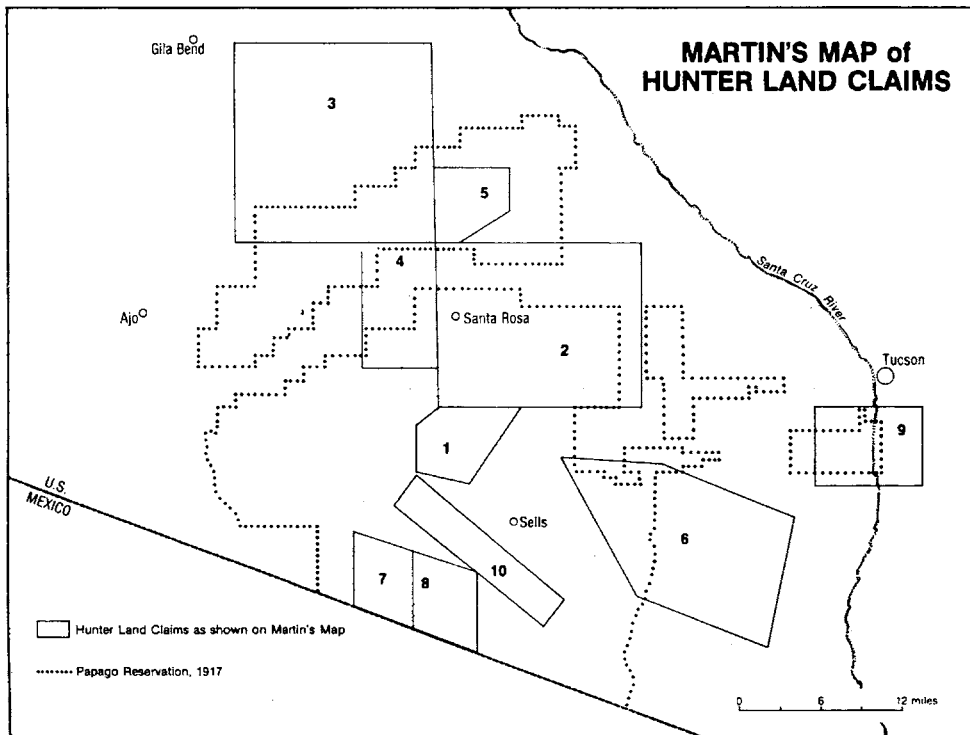 MARTIN'S MAP of
HUNTER LAND CLAIMS
Gila Bend
3
5
4
Santa Cruz River
Ajo
Santa Rosa
2
Tucson
1
9
U.S.
MEXICO
Sells
6
10
7
8
Hunter Land Claims as shown on Martin's Map
Papago Reservation, 1917
0 6 12 miles